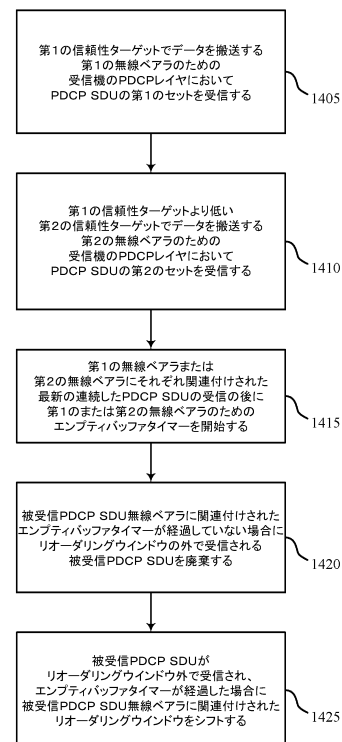 第1の信頼性ターゲットでデータを搬送する
第1の無線ベアラのための
受信機のPDCPレイヤにおいて
PDCP SDUの第1のセットを受信する
1405
第1の信頼性ターゲットより低い
第2の信頼性ターゲットでデータを搬送する
第2の無線ベアラのための
受信機のPDCPレイヤにおいて
PDCP SDUの第2のセットを受信する
1410
第1の無線ベアラまたは
第2の無線ベアラにそれぞれ関連付けされた
最新の連続したPDCP SDUの受信の後に
第1のまたは第2の無線ベアラのための
エンプティバッファタイマーを開始する
1415
被受信PDCP SDU無線ベアラに関連付けされた
エンプティバッファタイマーが経過していない場合に
リオーダリングウインドウの外で受信される
被受信PDCP SDUを廃棄する
1420
被受信PDCP SDUが
リオーダリングウインドウ外で受信され、
エンプティバッファタイマーが経過した場合に
被受信PDCP SDU無線ベアラに関連付けされた
リオーダリングウインドウをシフトする
1425